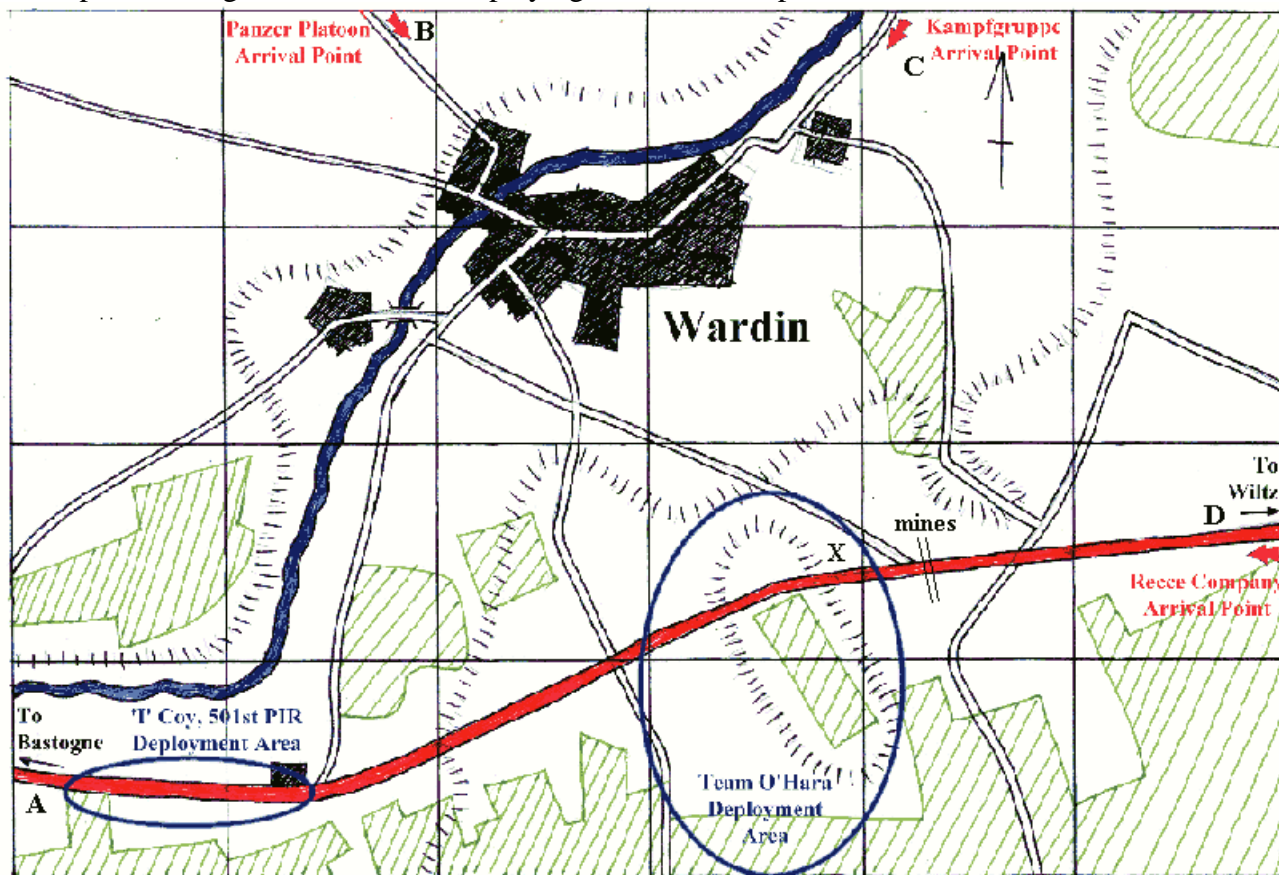 Panzer Platoon
Arrival Point
B
Kampfgruppe
Arrival Point
C
Wardin
To
Wiltz
D
mines
X
Recce Company
Arrival Point
To
Bastogne
'I' Coy, 501st PIR
Deployment Area
A
Team O'Hara
Deployment
Area